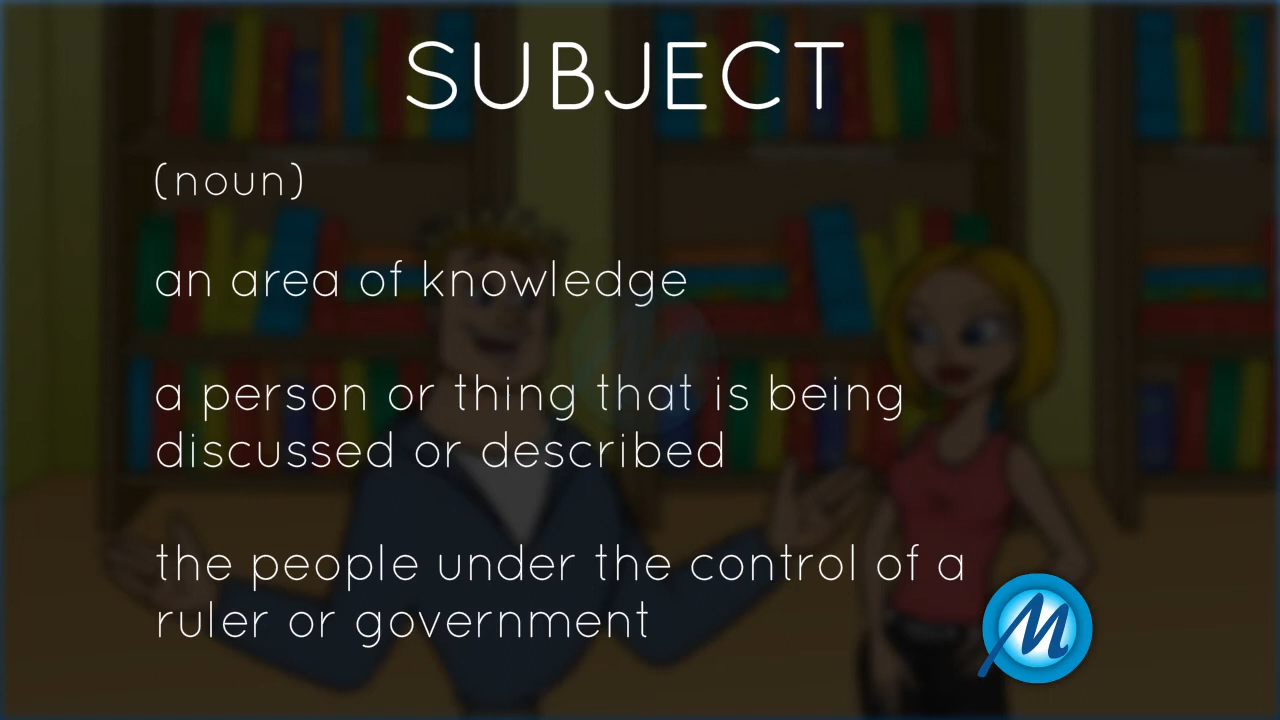 SUBJECT
(noun)
an area of knowledge
a person or thing that is being
discussed or described
the people under the control of a
ruler or government
M